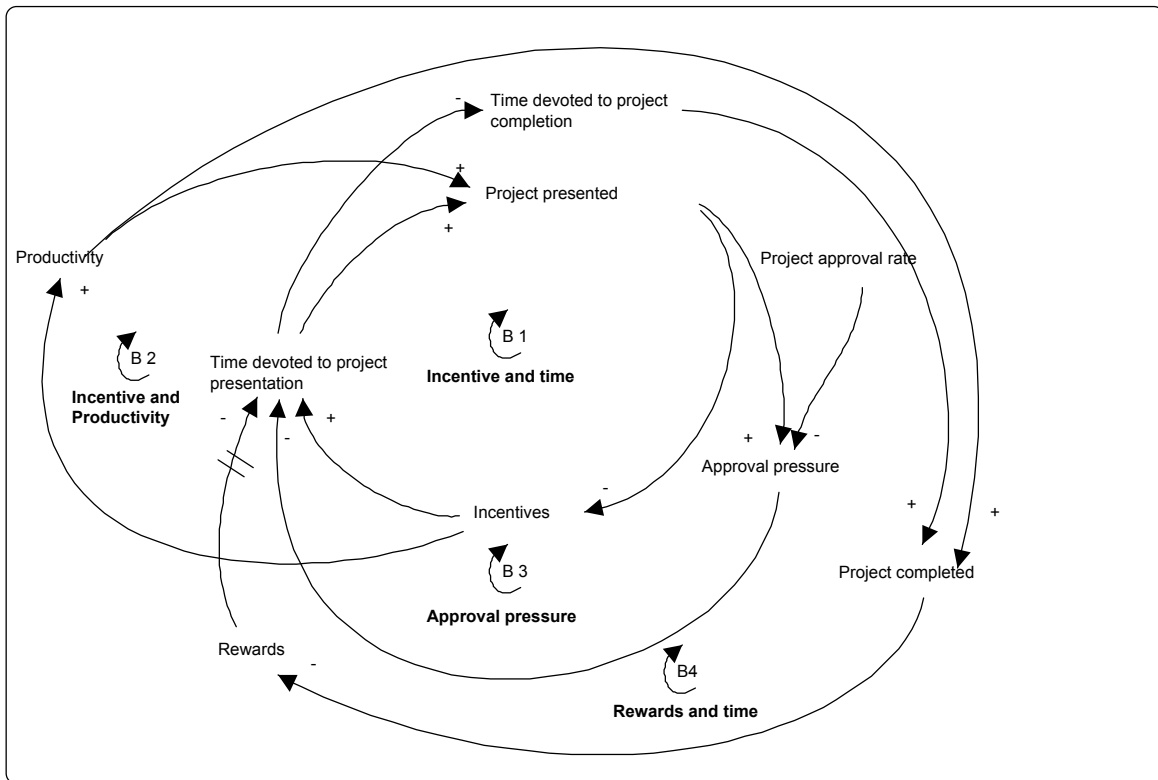 -
Time devoted to project
completion
+
Project presented
+
Productivity
+
Project approval rate
B 1
Incentive and time
B 2
Incentive and
Productivity
Time devoted to project
presentation
-
-
+
+
-
Approval pressure
-
Incentives
+
+
B 3
Approval pressure
Project completed
Rewards
-
B4
Rewards and time